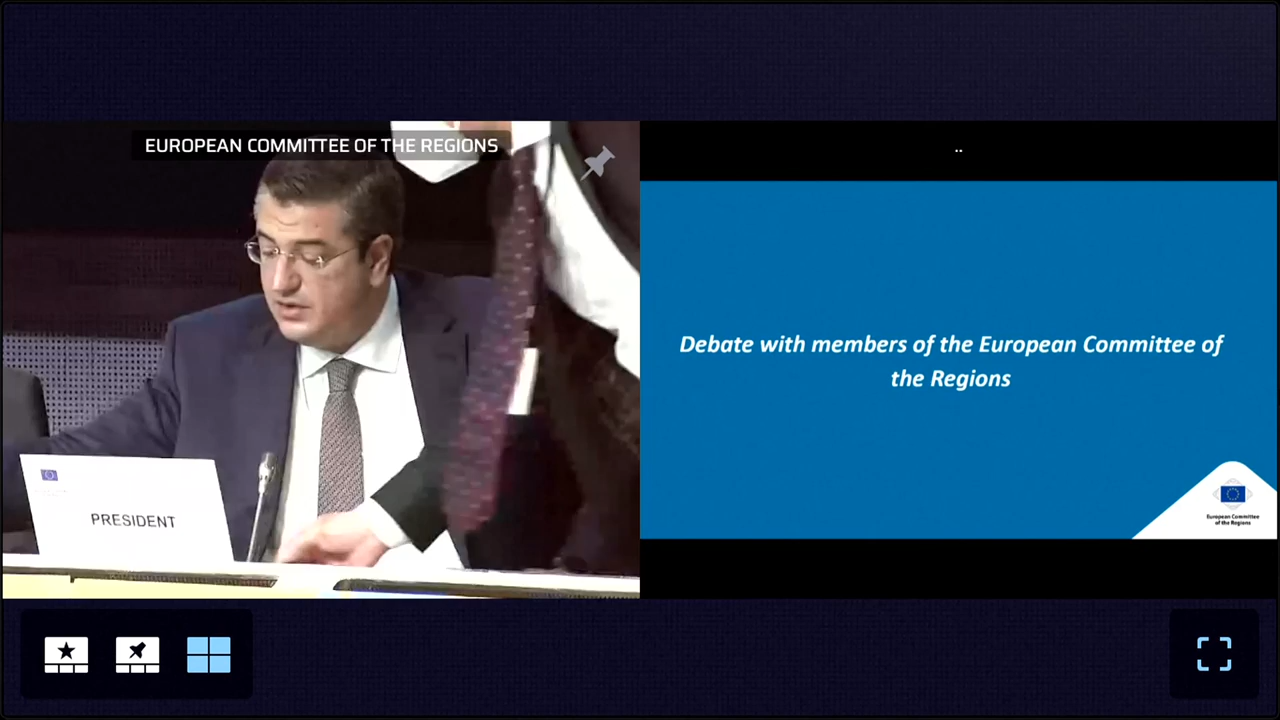 EUROPEAN COMMITTEE OF THE REGIONS
PRESIDENT
..
Debate with members of the European Committee of
the Regions
European Committee
of the Regions